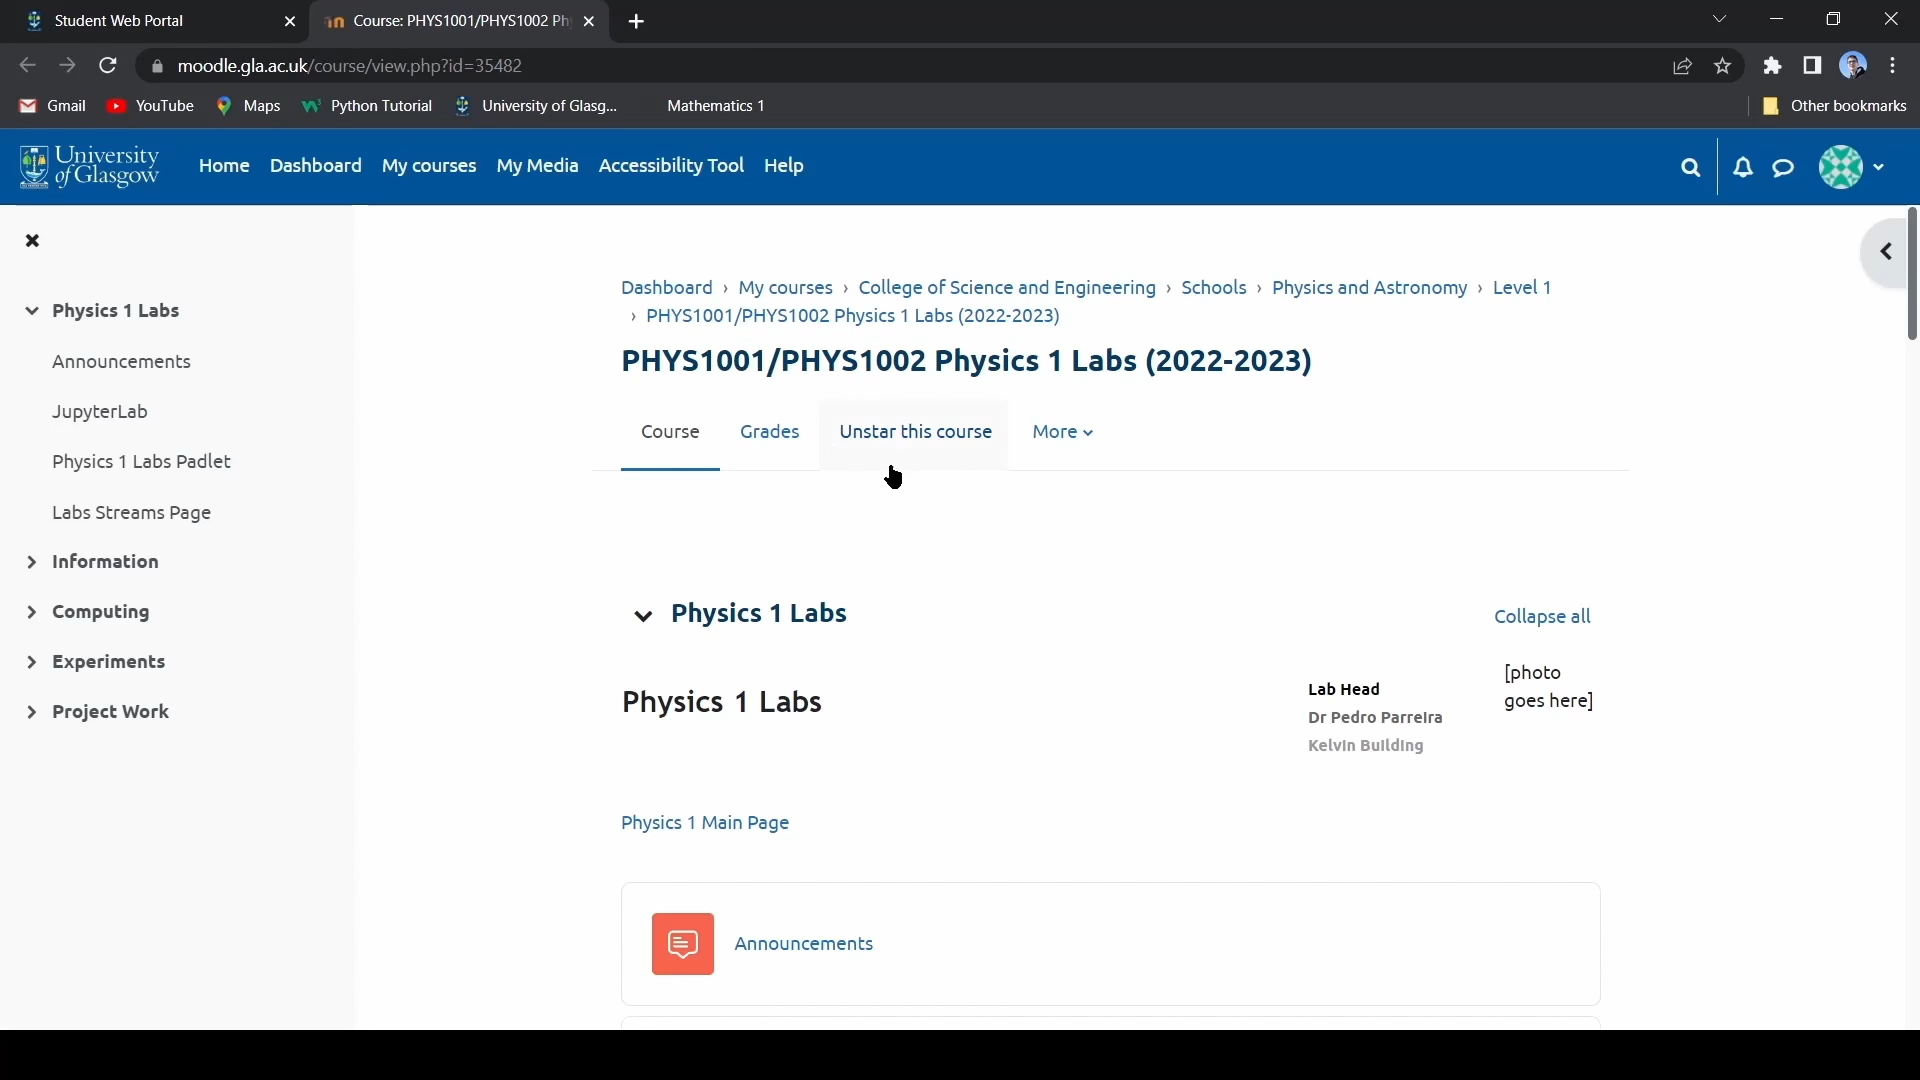 Student Web Portal
Course: PHYS1001/PHYS1002 Ph
moodle.gla.ac.uk/course/view.php?id=35482
Gmail
YouTube
Maps
Python Tutorial
University of Glasg...
Mathematics 1
Other bookmarks
University
of Glasgow
Home
Dashboard
My courses
My Media
Accessibility Tool
Help
Physics 1 Labs
Announcements
JupyterLab
Physics 1 Labs Padlet
Labs Streams Page
Information
Computing
Experiments
Project Work
Dashboard › My courses › College of Science and Engineering › Schools › Physics and Astronomy › Level 1
› PHYS1001/PHYS1002 Physics 1 Labs (2022-2023)
PHYS1001/PHYS1002 Physics 1 Labs (2022-2023)
Course
Grades
Unstar this course
More
Physics 1 Labs
Collapse all
Physics 1 Labs
Lab Head
Dr Pedro Parreira
Kelvin Building
[photo
goes here]
Physics 1 Main Page
Announcements